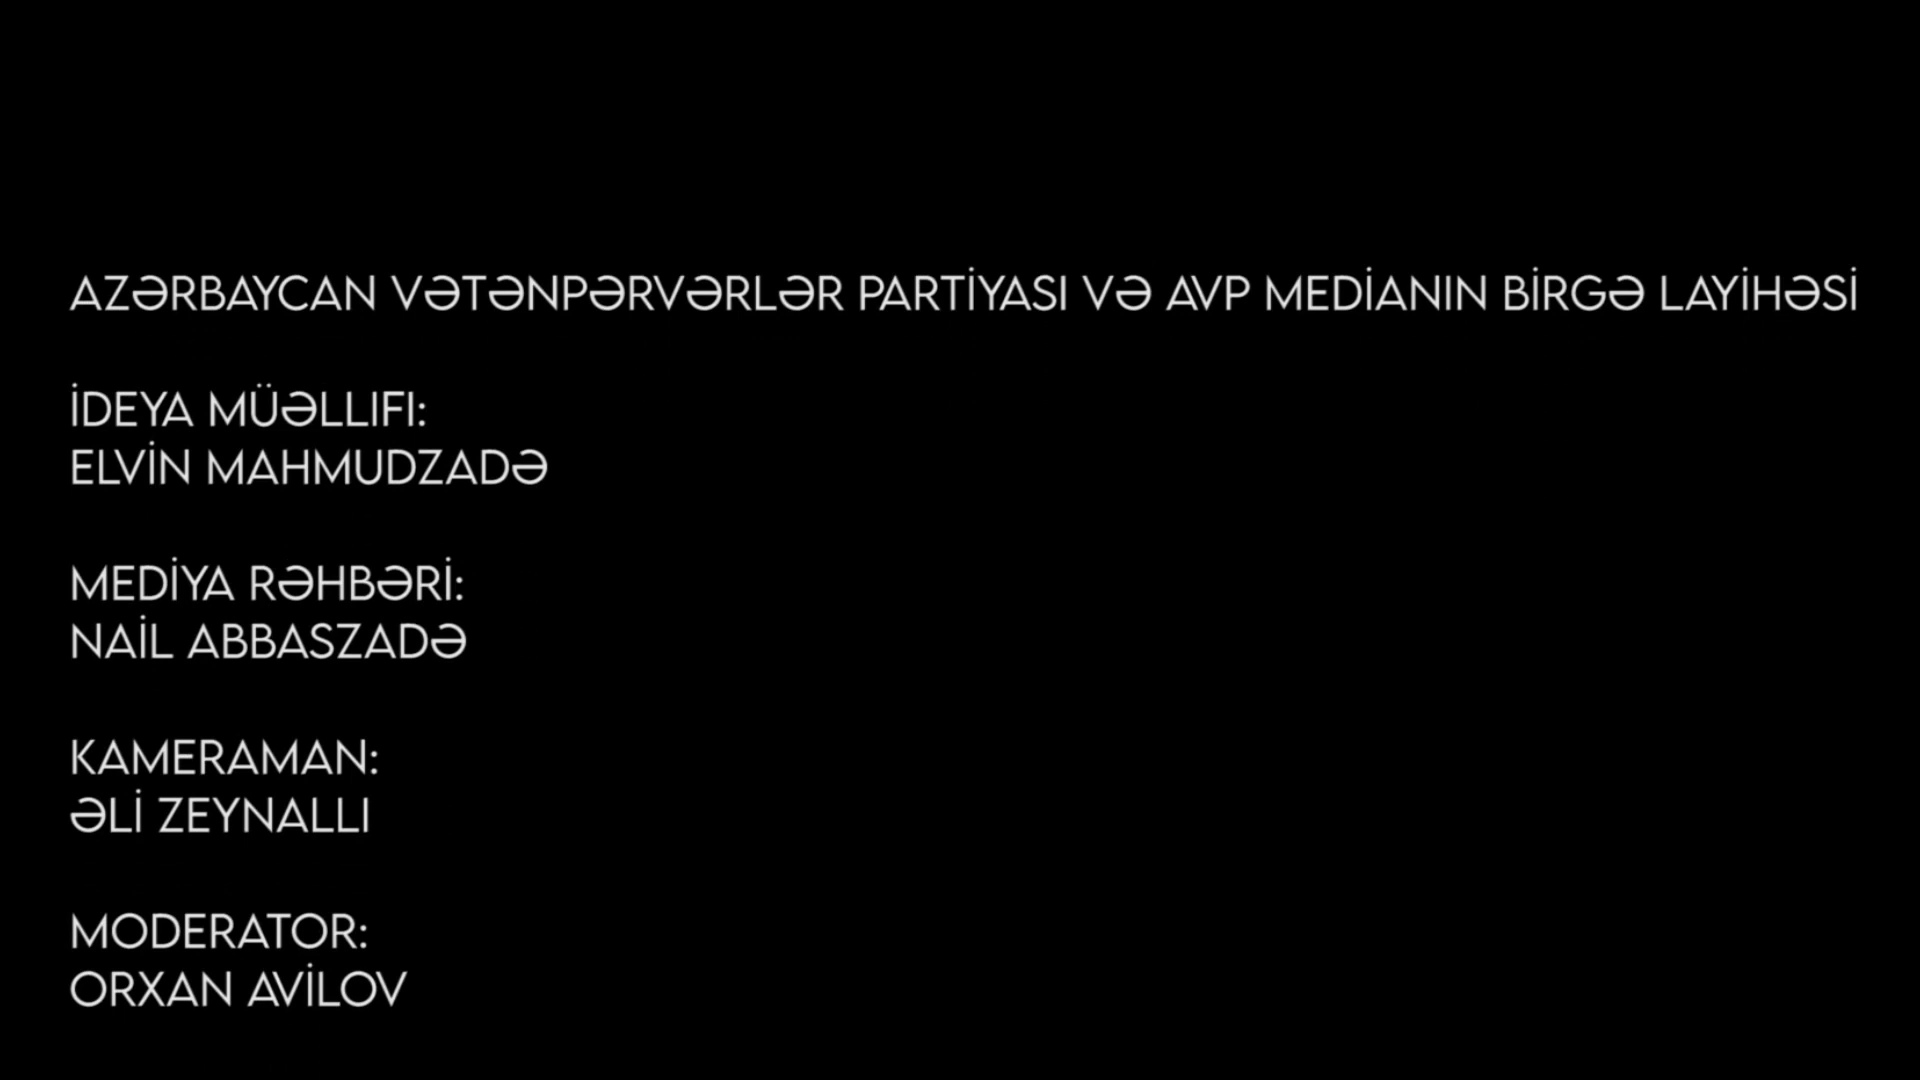 AZƏRBAYCAN VƏTƏNPƏRVƏRLƏR PARTİYASI VƏ AVP MEDİANIN BİRGƏ LAYİHƏSİ
İDEYA MÜƏLLIFI:
ELVİN MAHMUDZADƏ
MEDİYA RƏHBƏRİ:
NAİL ABBASZADƏ
KAMERAMAN:
ƏLİ ZEYNALLI
MODERATOR:
ORXAN AVİLOV